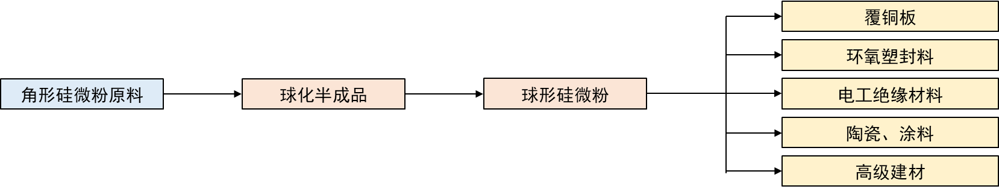 角形硅微粉原料
球化半成品
球形硅微粉
覆铜板
环氧塑封料
电工绝缘材料
陶瓷、涂料
高级建材